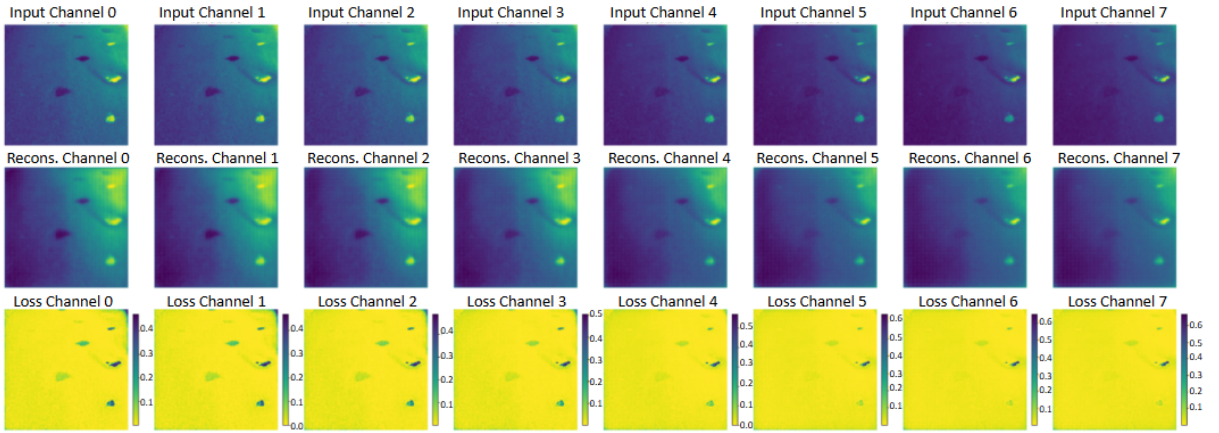 Input Channel 0 Input Channel 1 Input Channel 2 Input Channel 3 Input Channel 4 Input Channel 5 Input Channel 6 Input Channel 7
Recons. Channel 0 Recons. Channel 1 Recons. Channel 2 Recons. Channel 3 Recons. Channel 4 Recons. Channel 5 Recons. Channel 6 Recons. Channel 7
Loss Channel 0 Loss Channel 1 Loss Channel 2 Loss Channel 3 Loss Channel 4 Loss Channel 5 Loss Channel 6 Loss Channel 7
0.4 0.4 0.4 0.5 0.5 0.6 0.6 0.6
0.3 0.3 0.3 0.4 0.4 0.5 0.5 0.5
0.2 0.2 0.2 0.3 0.3 0.4 0.4 0.4
0.1 0.1 0.1 0.2 0.2 0.3 0.3 0.3
0.0 0.0 0.1 0.1 0.2 0.2 0.2
0.0 0.1 0.1 0.1